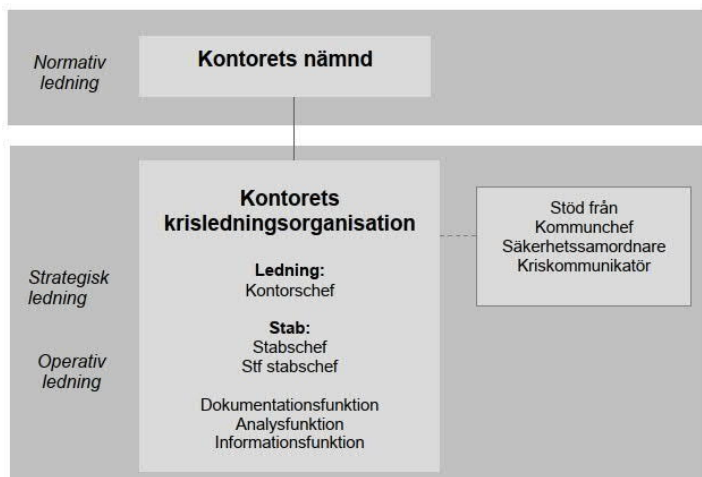 Normativ
ledning
Kontorets nämnd
Kontorets
krisledningsorganisation
Ledning:
Kontorschef
Stab:
Stabschef
Stf stabschef
Dokumentationsfunktion
Analysfunktion
Informationsfunktion
Strategisk
ledning
Operativ
ledning
Stöd från
Kommunchef
Säkerhetssamordnare
Kriskommunikatör